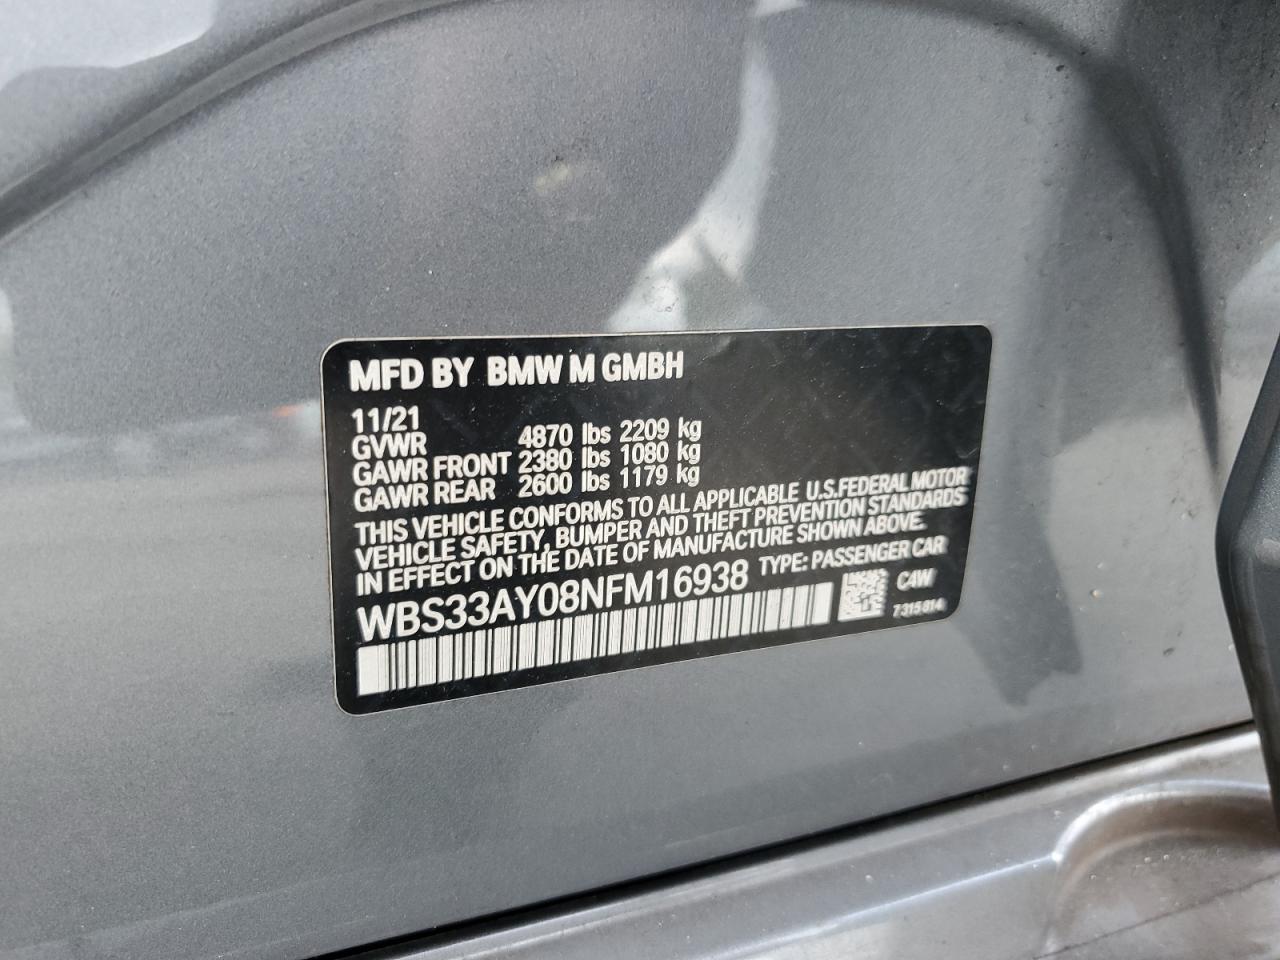 MFD BY BMW M GMBH
11/21
GVWR 4870 lbs 2209 kg
GAWR FRONT 2380 lbs 1080 kg
GAWR REAR 2600 lbs 1179 kg
THIS VEHICLE CONFORMS TO ALL APPLICABLE U.S.FEDERAL MOTOR
VEHICLE SAFETY, BUMPER AND THEFT PREVENTION STANDARDS
IN EFFECT ON THE DATE OF MANUFACTURE SHOWN ABOVE.
WBS33AY08NFM16938 TYPE: PASSENGER CAR
C4W
7315814